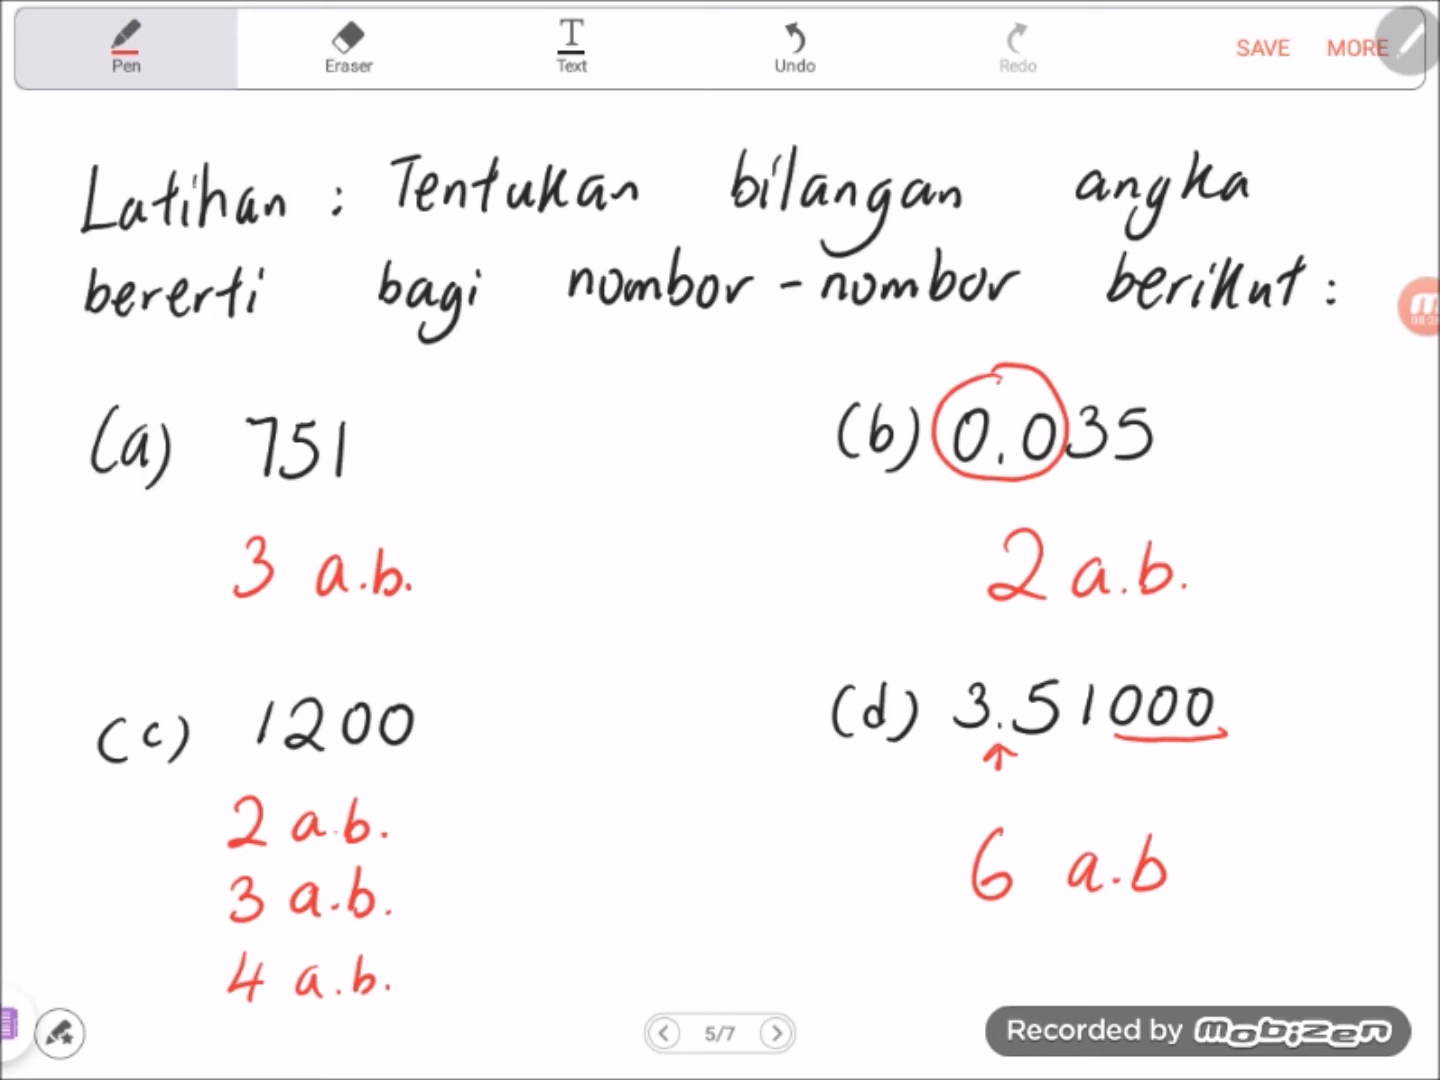 Pen Eraser Text Undo Redo SAVE MORE
Latihan : Tentukan bilangan angka
bererti bagi nombor-nombor berikut :
(a) 751
3 a.b.
(b) 0.035
2 a.b.
(c) 1200
2 a.b.
3 a.b.
4 a.b.
(d) 3.51000
6 a.b
5/7
Recorded by mobizen